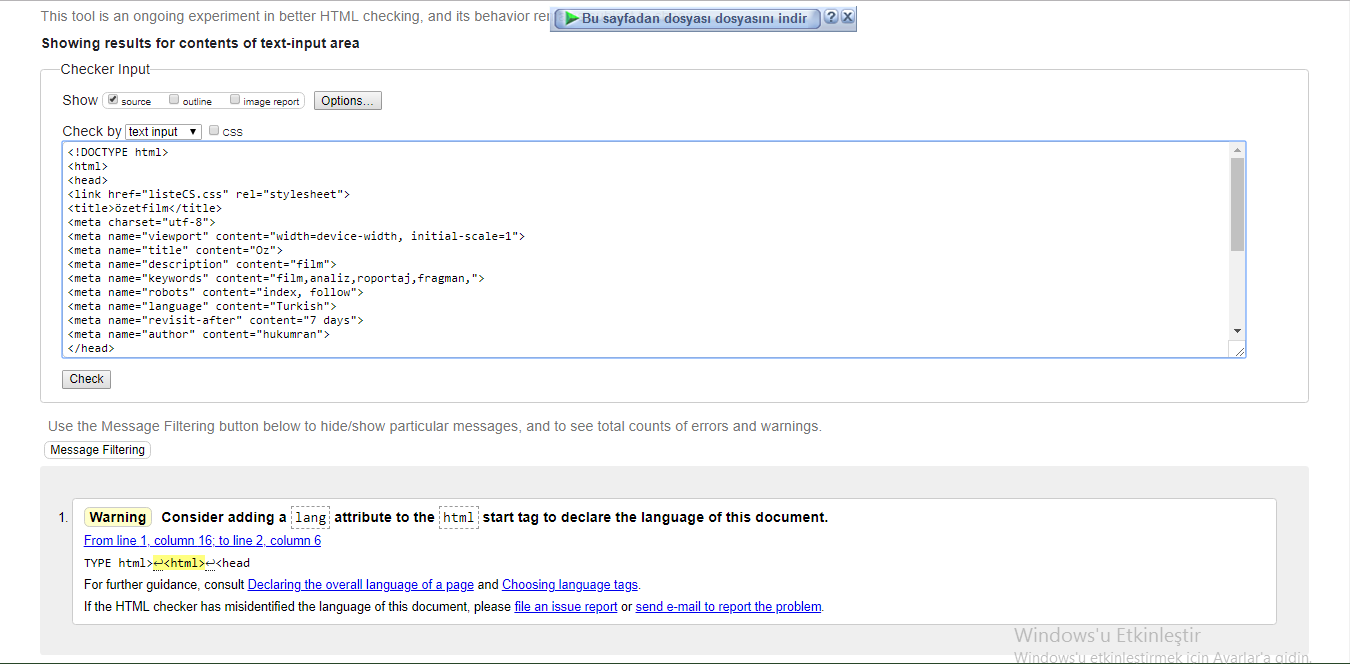 This tool is an ongoing experiment in better HTML checking, and its behavior re
Bu sayfadan dosyası dosyasını indir ? X
Showing results for contents of text-input area
Checker Input
Show source outline image report Options...
Check by text input css
<!DOCTYPE html>
<html>
<head>
<link href="listeCS.css" rel="stylesheet">
<title>özetfilm</title>
<meta charset="utf-8">
<meta name="viewport" content="width=device-width, initial-scale=1">
<meta name="title" content="Oz">
<meta name="description" content="film">
<meta name="keywords" content="film,analiz,roportaj,fragman,">
<meta name="robots" content="index, follow">
<meta name="language" content="Turkish">
<meta name="revisit-after" content="7 days">
<meta name="author" content="hukumran">
</head>
Check
Use the Message Filtering button below to hide/show particular messages, and to see total counts of errors and warnings.
Message Filtering
1. Warning Consider adding a lang attribute to the html start tag to declare the language of this document.
From line 1, column 16; to line 2, column 6
TYPE html>↩<html>↩<head
For further guidance, consult Declaring the overall language of a page and Choosing language tags.
If the HTML checker has misidentified the language of this document, please file an issue report or send e-mail to report the problem.
Windows'u Etkinleştir
Windows'u etkinleştirmek için Ayarlar'a gidin.